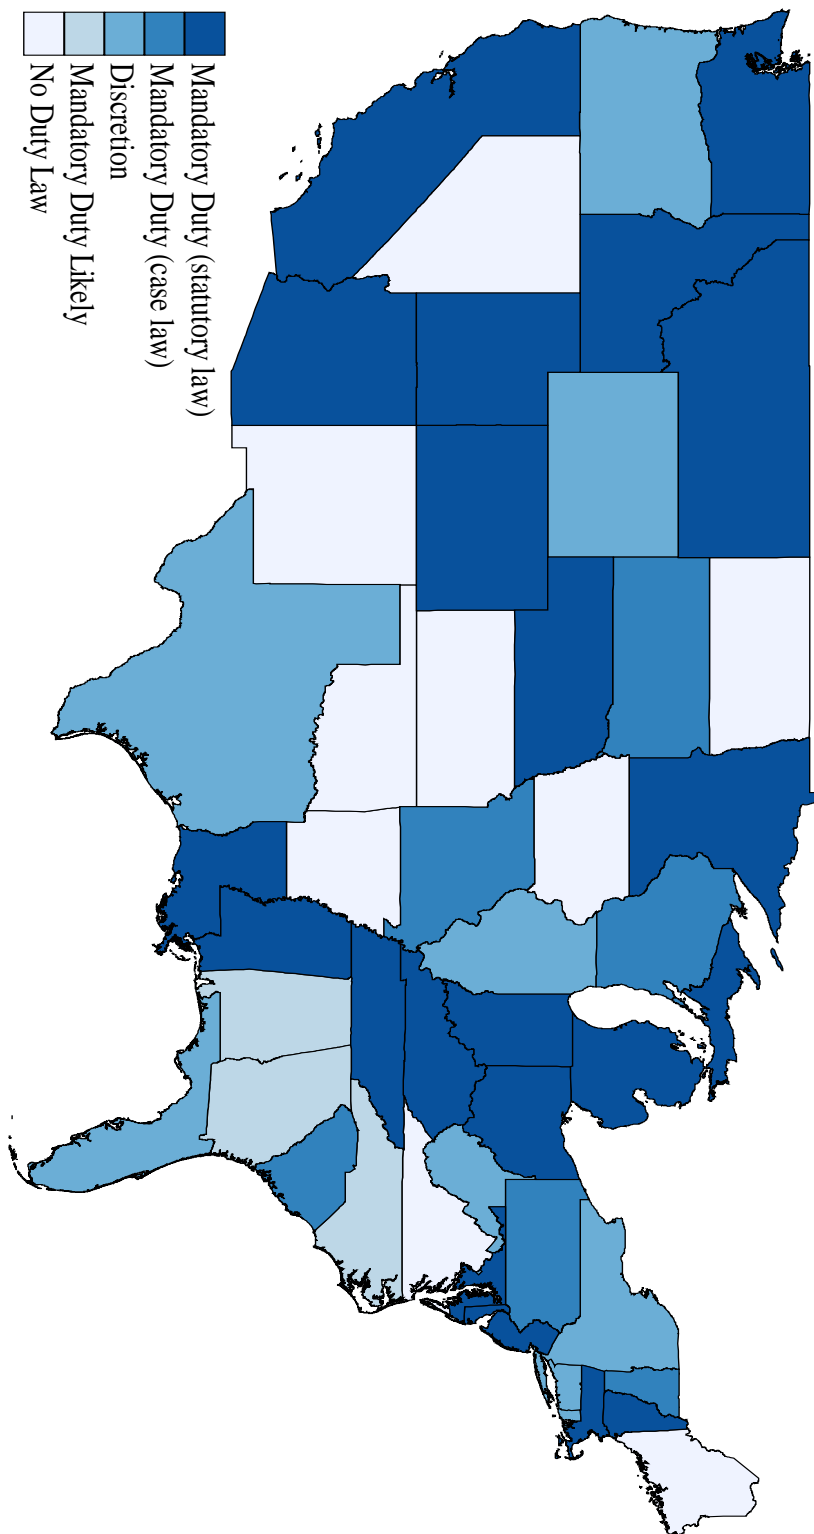 Mandatory Duty (statutory law)
Mandatory Duty (case law)
Discretion
Mandatory Duty Likely
No Duty Law